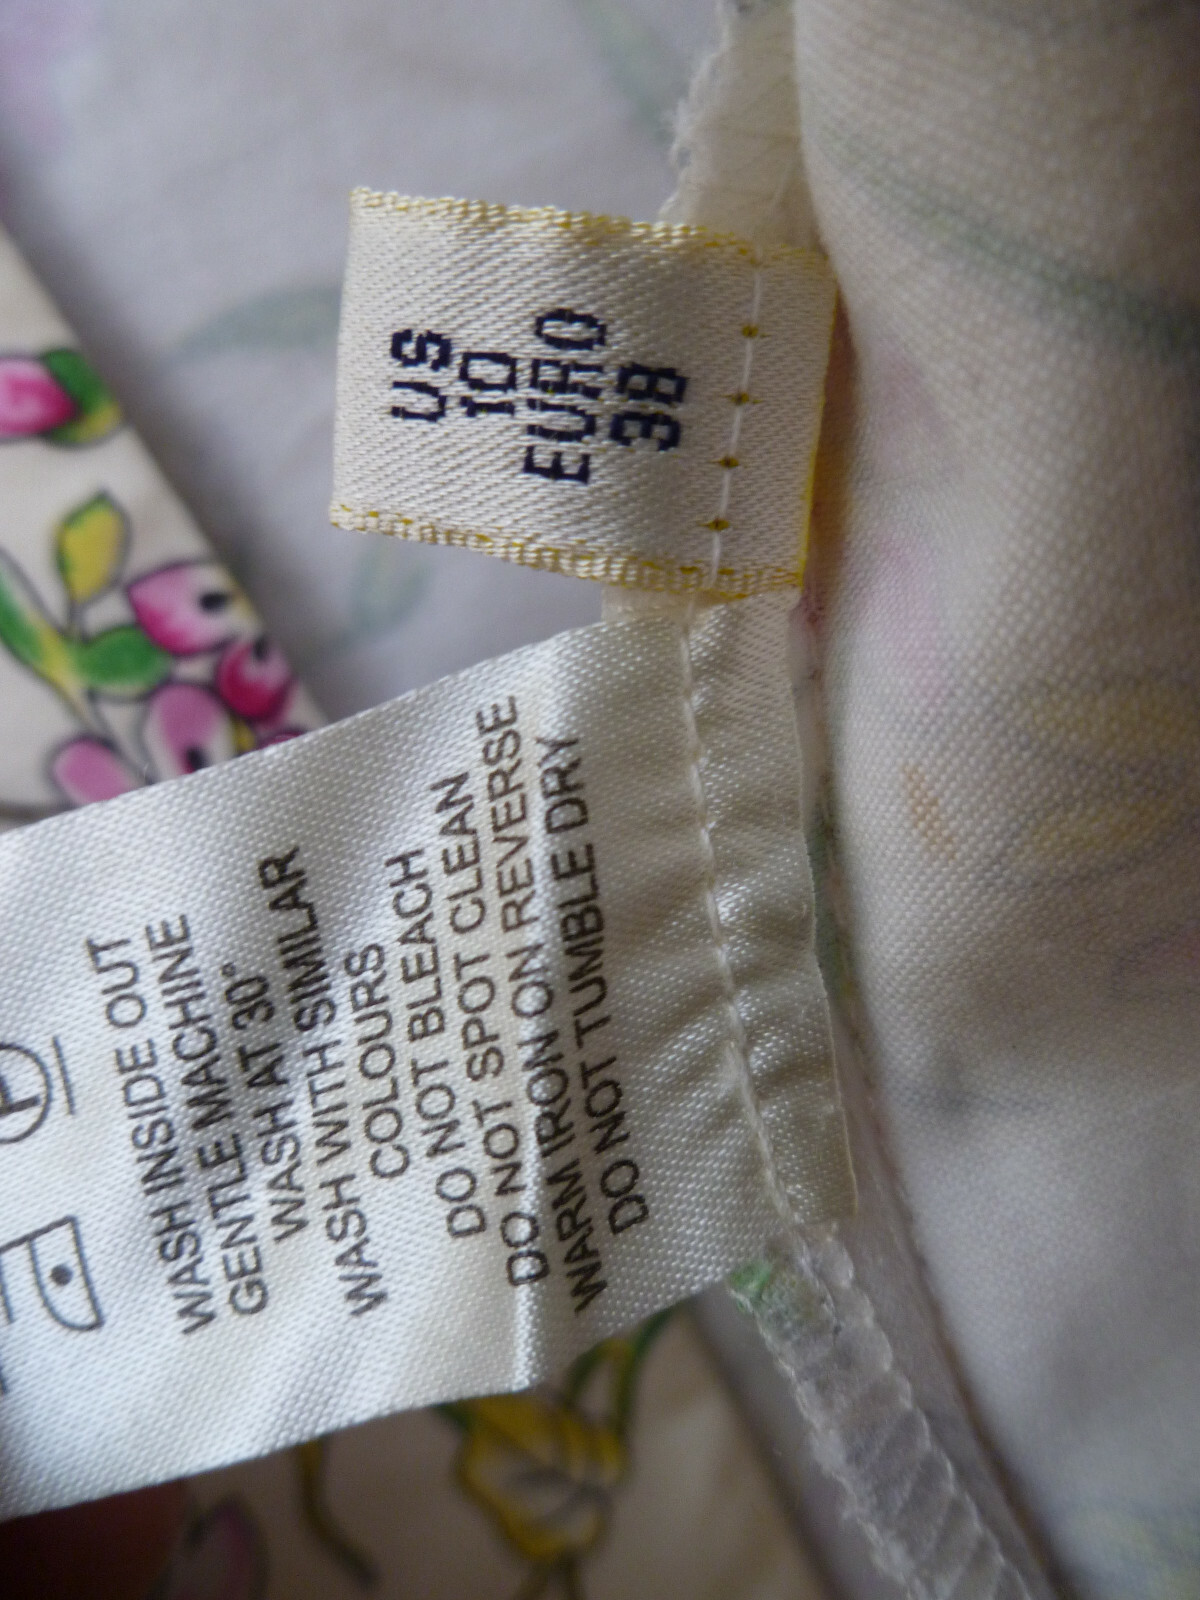 US
10
EURO
38
WASH INSIDE OUT
GENTLE MACHINE
WASH AT 30°
WASH WITH SIMILAR
COLOURS
DO NOT BLEACH
DO NOT SPOT CLEAN
WARM IRON ON REVERSE
DO NOT TUMBLE DRY